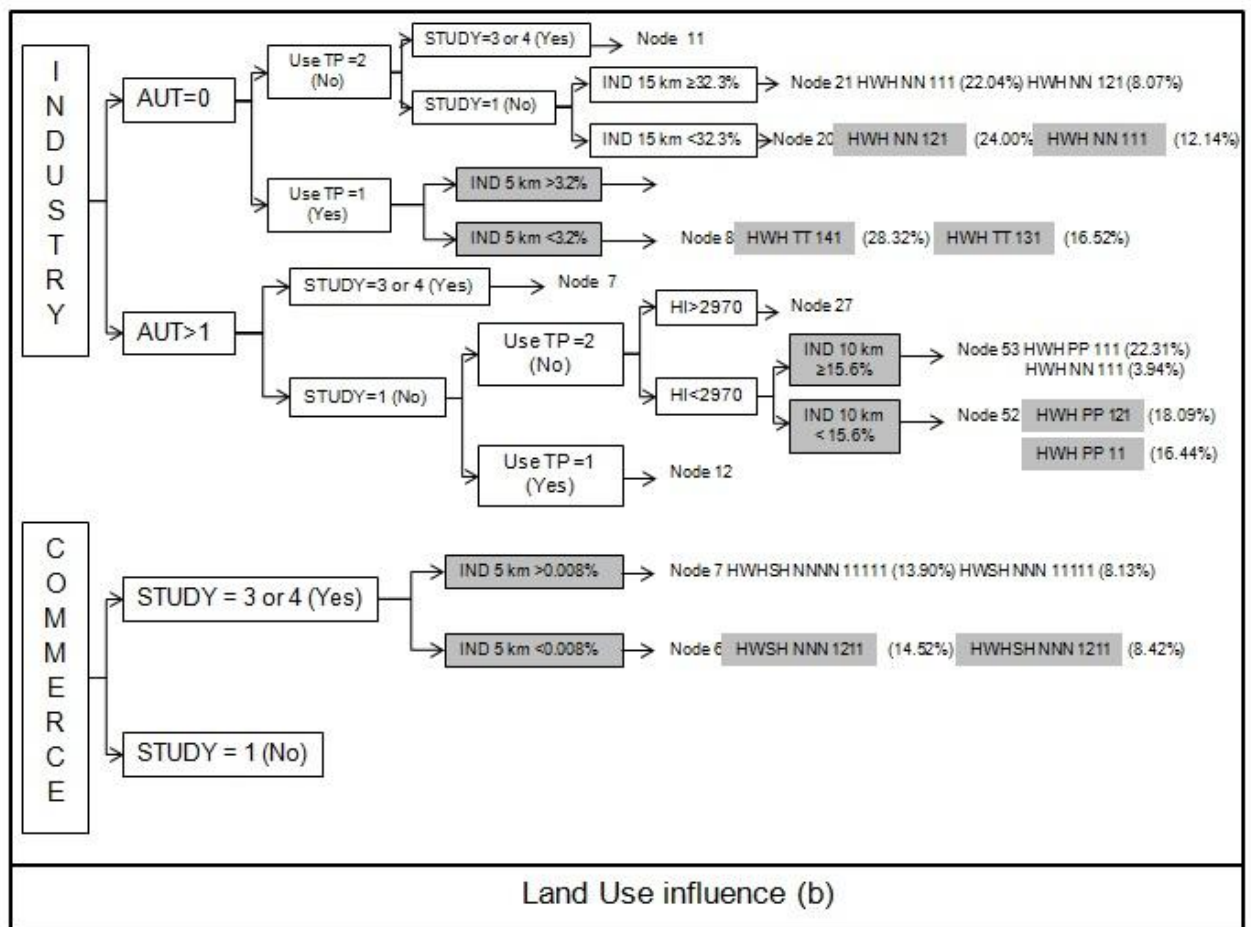 INDUSTRY
AUT=0
Use TP =2
(No)
STUDY=3 or 4 (Yes)
Node 11
STUDY=1 (No)
IND 15 km ≥32.3%
Node 21 HWH NN 111 (22.04%) HWH NN 121 (8.07%)
IND 15 km <32.3%
Node 20 HWH NN 121 (24.00% HWH NN 111 (12.14%)
Use TP =1
(Yes)
IND 5 km >3.2%
IND 5 km <3.2%
Node 8 HWH TT 141 (28.32%) HWH TT 131 (16.52%)
AUT>1
STUDY=3 or 4 (Yes)
Node 7
STUDY=1 (No)
Use TP =2
(No)
HI>2970
Node 27
HI<2970
IND 10 km
≥15.6%
Node 53 HWH PP 111 (22.31%)
HWH NN 111 (3.94%)
IND 10 km
< 15.6%
Node 52 HWH PP 121 (18.09%)
HWH PP 11 (16.44%)
Use TP =1
(Yes)
Node 12
COMMERCE
STUDY = 3 or 4 (Yes)
IND 5 km >0.008%
Node 7 HWHSH NNNN 11111 (13.90%) HWSH NNN 11111 (8.13%)
IND 5 km <0.008%
Node 6 HWSH NNN 1211 (14.52%) HWHSH NNN 1211 (8.42%)
STUDY = 1 (No)
Land Use influence (b)